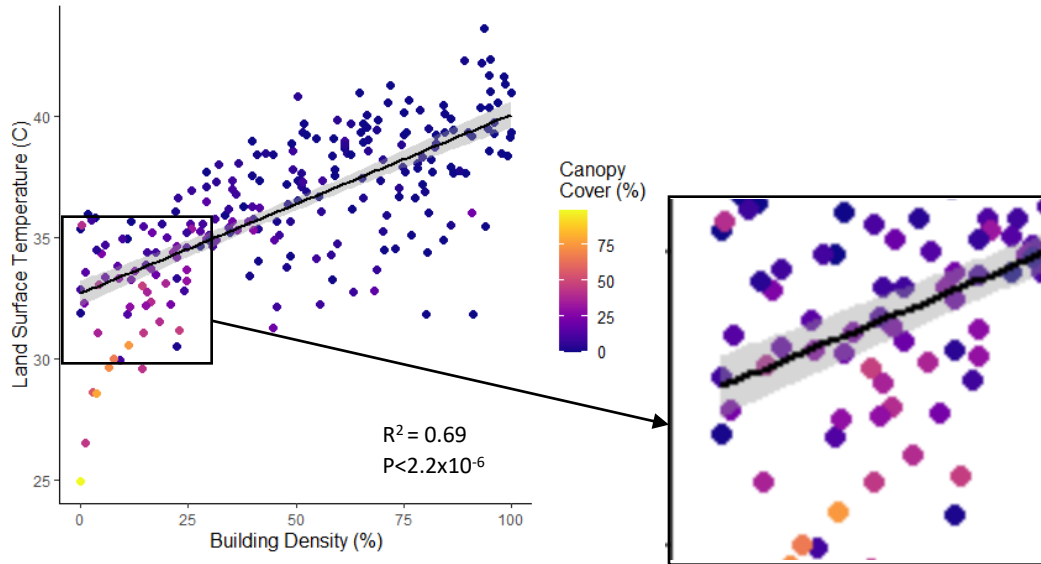 40
35
30
25
Land Surface Temperature (C)
0
25
50
75
100
Building Density (%)
R² = 0.69
P<2.2x10⁻⁶
Canopy
Cover (%)
75
50
25
0